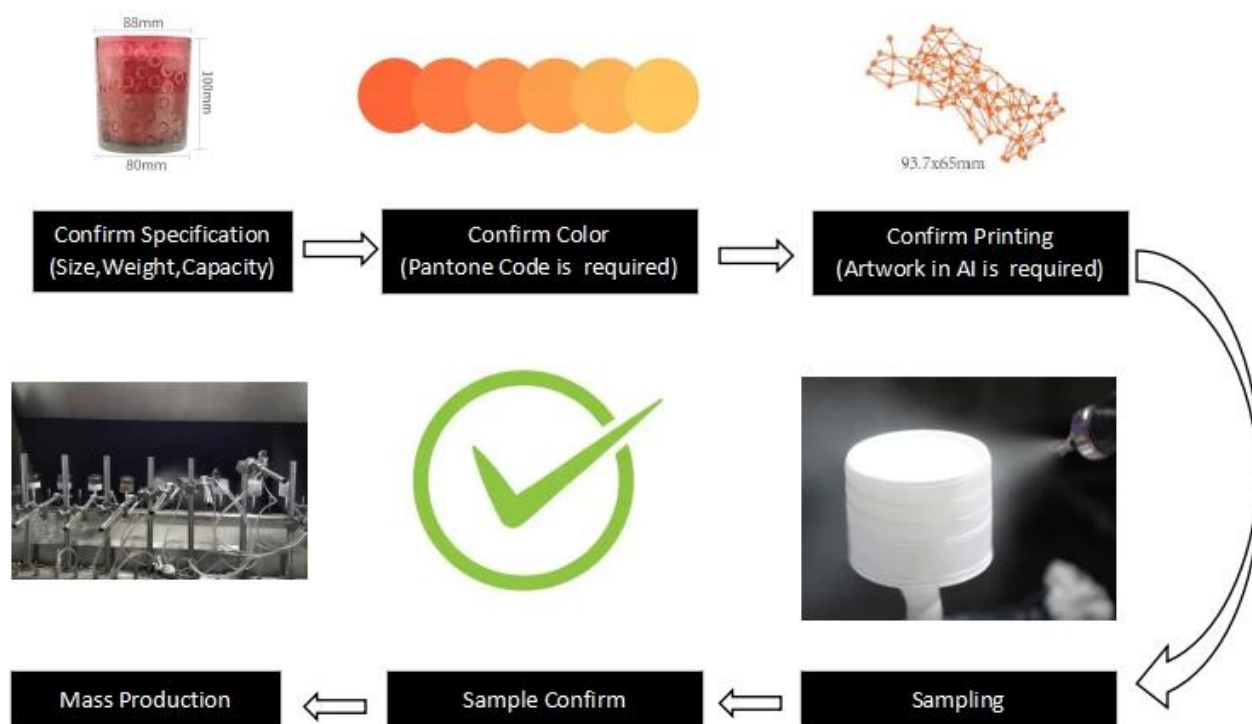 88mm
100mm
80mm
93.7x65mm
Confirm Specification
(Size,Weight,Capacity)
Confirm Color
(Pantone Code is required)
Confirm Printing
(Artwork in AI is required)
Sampling
Sample Confirm
Mass Production